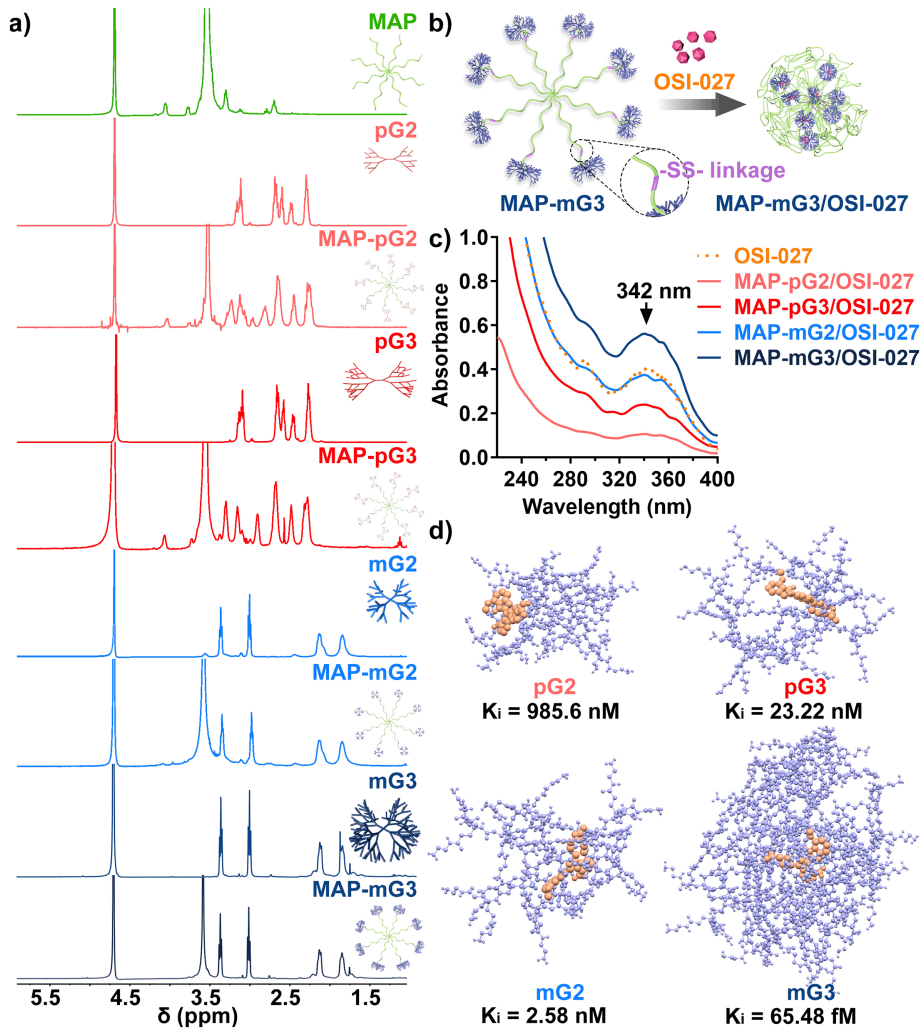 a)
MAP
pG2
MAP-pG2
pG3
MAP-pG3
mG2
MAP-mG2
mG3
MAP-mG3
5.5 4.5 3.5 2.5 1.5
δ (ppm)
b)
OSI-027
-SS- linkage
MAP-mG3
MAP-mG3/OSI-027
c)
1.0
0.8
0.6
0.4
0.2
0.0
Absorbance
342 nm
240 280 320 360 400
Wavelength (nm)
OSI-027
MAP-pG2/OSI-027
MAP-pG3/OSI-027
MAP-mG2/OSI-027
MAP-mG3/OSI-027
d)
pG2
Ki = 985.6 nM
pG3
Ki = 23.22 nM
mG2
Ki = 2.58 nM
mG3
Ki = 65.48 fM